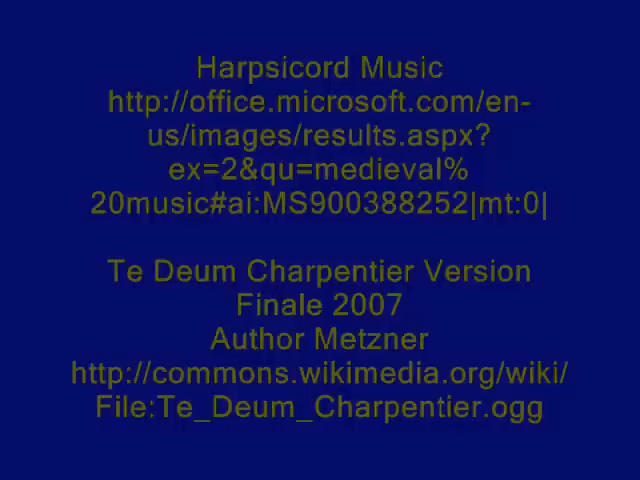 Harpsicord Music
http://office.microsoft.com/en-
us/images/results.aspx?
ex=2&qu=medieval%
20music#ai:MS900388252|mt:0|
Te Deum Charpentier Version
Finale 2007
Author Metzner
http://commons.wikimedia.org/wiki/
File:Te_Deum_Charpentier.ogg